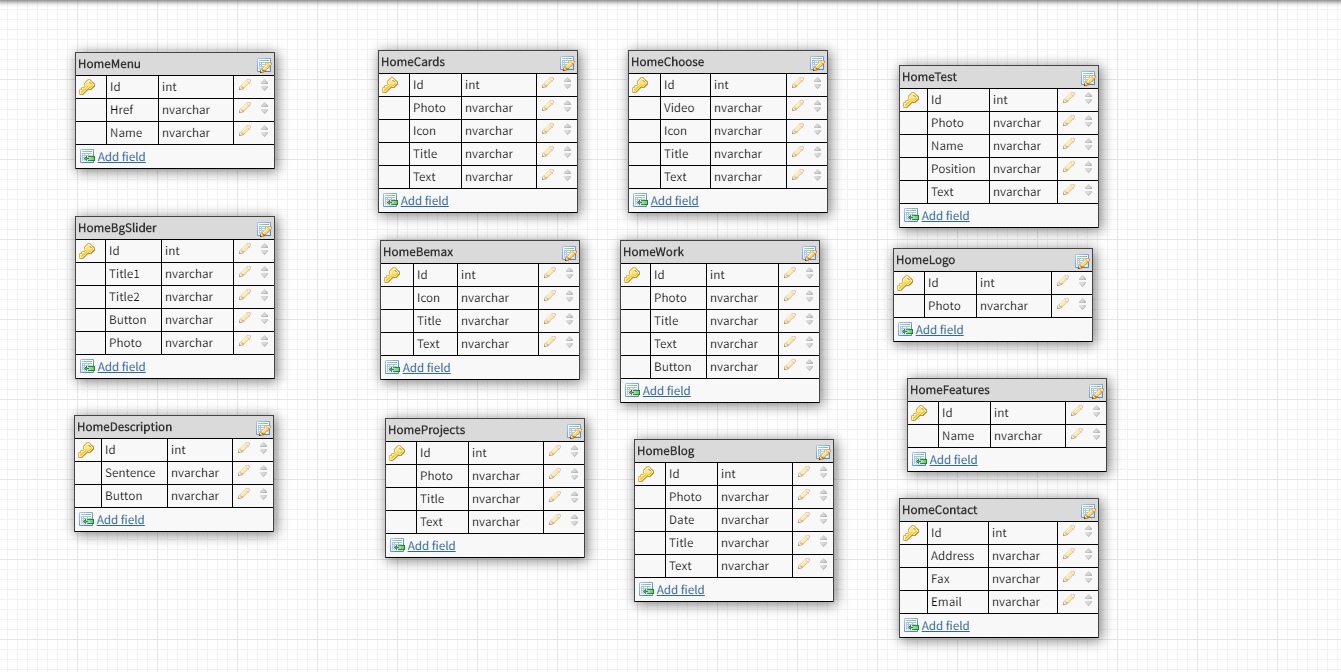 HomeMenu
Id int
Href nvarchar
Name nvarchar
Add field
HomeBgSlider
Id int
Title1 nvarchar
Title2 nvarchar
Button nvarchar
Photo nvarchar
Add field
HomeDescription
Id int
Sentence nvarchar
Button nvarchar
Add field
HomeCards
Id int
Photo nvarchar
Icon nvarchar
Title nvarchar
Text nvarchar
Add field
HomeBemax
Id int
Icon nvarchar
Title nvarchar
Text nvarchar
Add field
HomeProjects
Id int
Photo nvarchar
Title nvarchar
Text nvarchar
Add field
HomeChoose
Id int
Video nvarchar
Icon nvarchar
Title nvarchar
Text nvarchar
Add field
HomeWork
Id int
Photo nvarchar
Title nvarchar
Text nvarchar
Button nvarchar
Add field
HomeBlog
Id int
Photo nvarchar
Date nvarchar
Title nvarchar
Text nvarchar
Add field
HomeTest
Id int
Photo nvarchar
Name nvarchar
Position nvarchar
Text nvarchar
Add field
HomeLogo
Id int
Photo nvarchar
Add field
HomeFeatures
Id int
Name nvarchar
Add field
HomeContact
Id int
Address nvarchar
Fax nvarchar
Email nvarchar
Add field